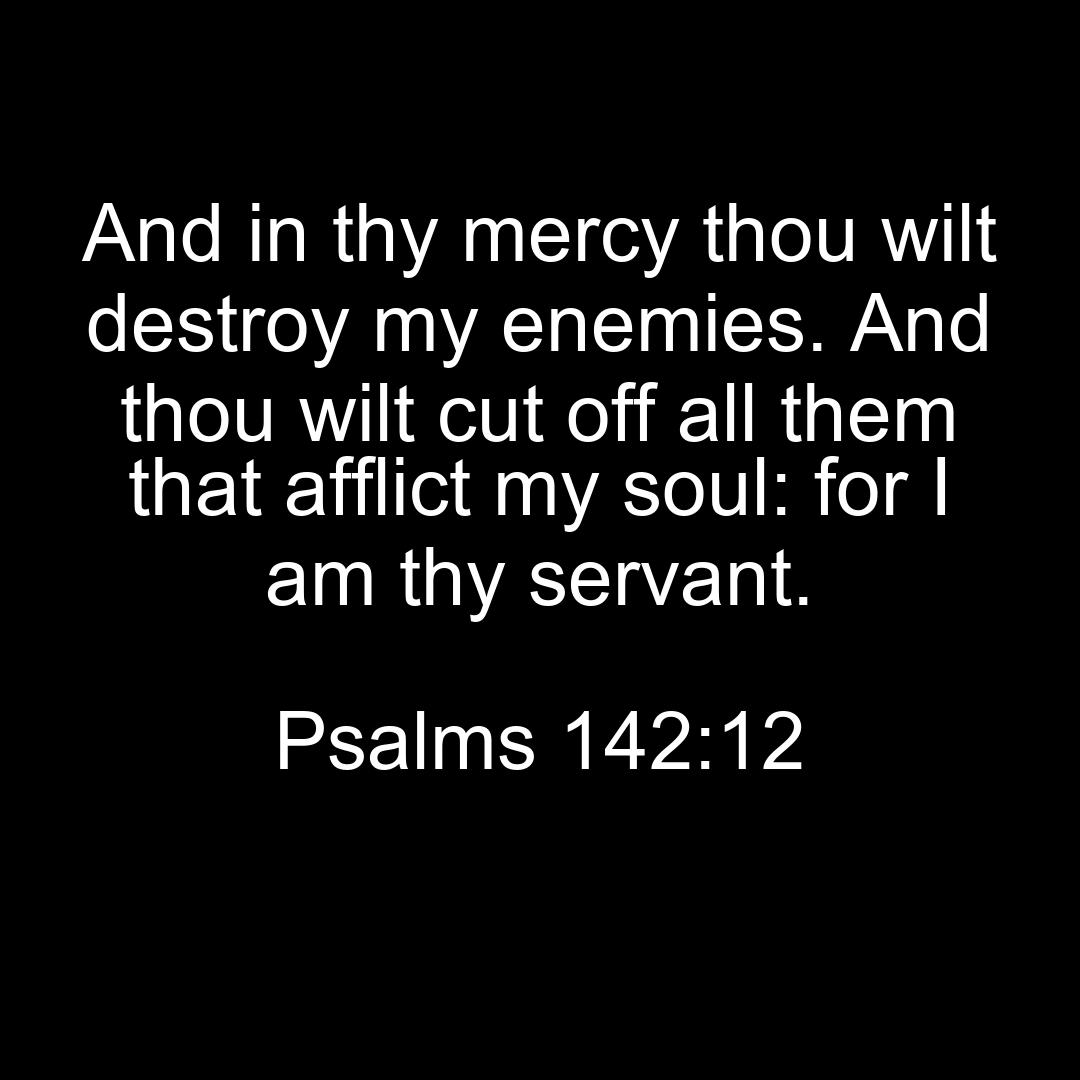 And in thy mercy thou wilt
destroy my enemies. And
thou wilt cut off all them
that afflict my soul: for I
am thy servant.
Psalms 142:12